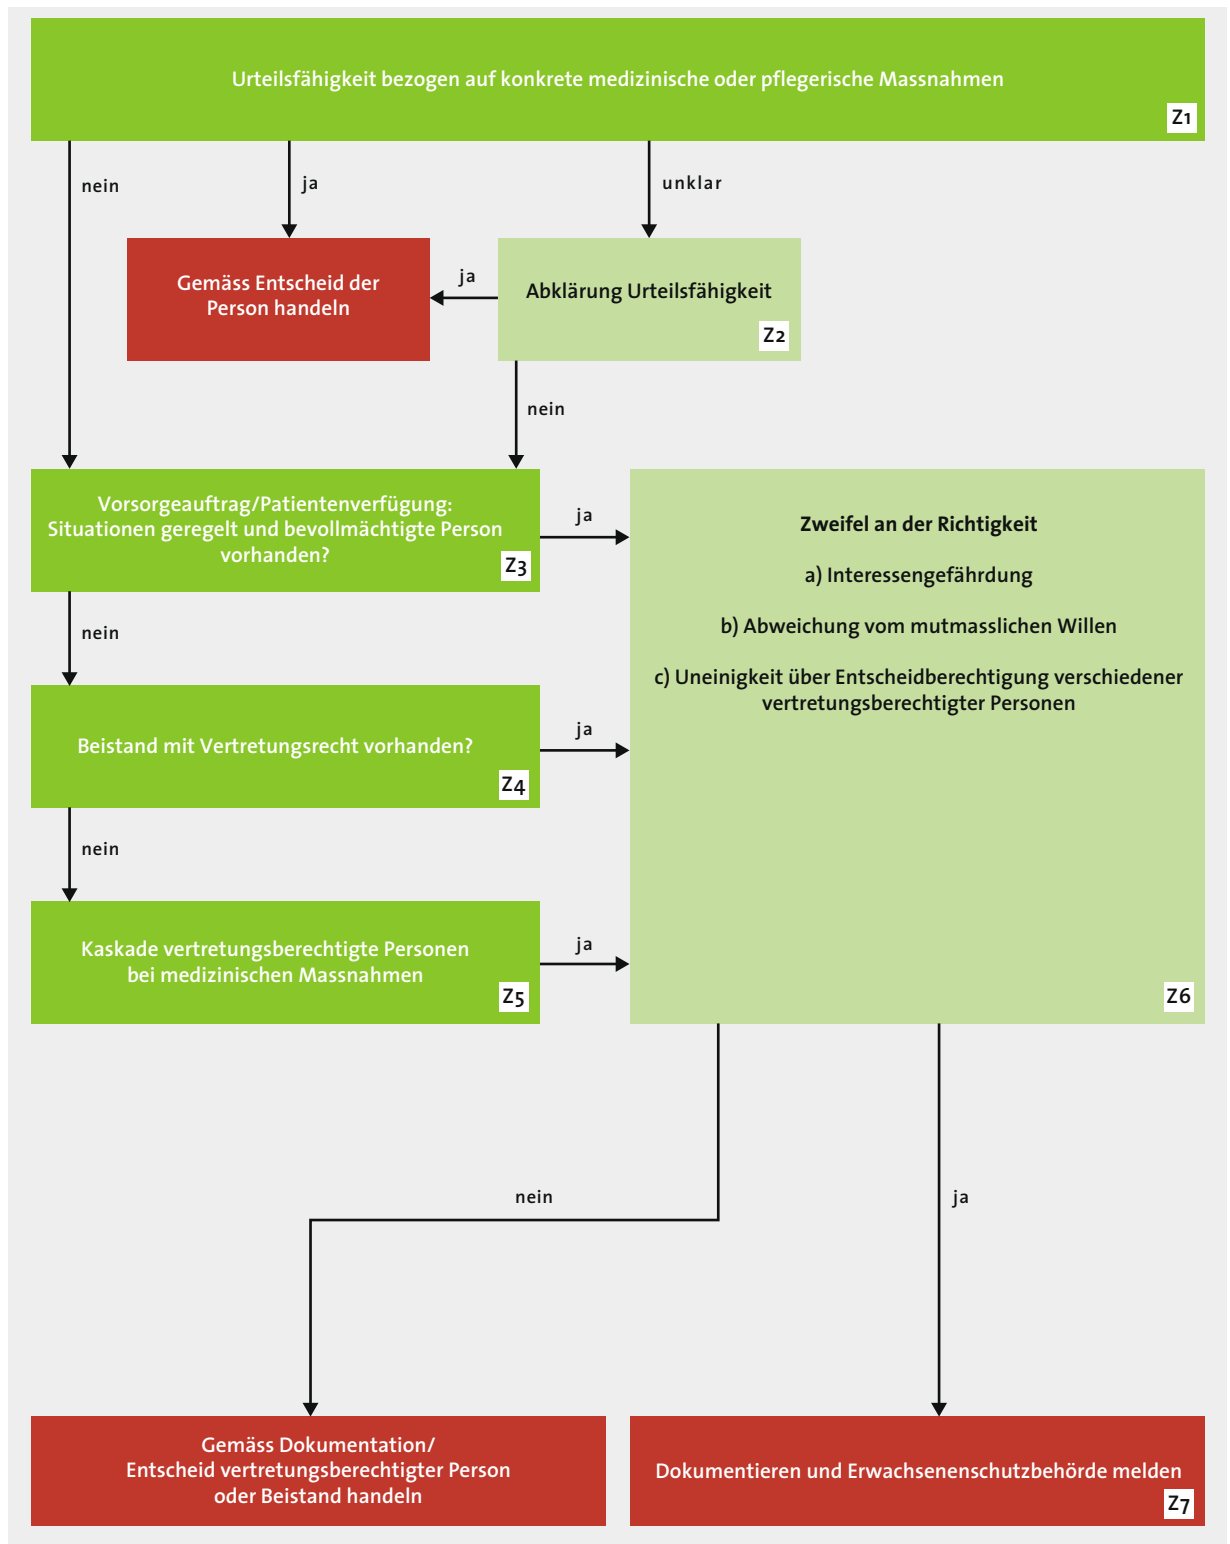 Urteilsfähigkeit bezogen auf konkrete medizinische oder pflegerische Massnahmen
Z1
nein
ja
unklar
Gemäss Entscheid der
Person handeln
ja
Abklärung Urteilsfähigkeit
Z2
nein
Vorsorgeauftrag/Patientenverfügung:
Situationen geregelt und bevollmächtigte Person
vorhanden?
Z3
ja
Zweifel an der Richtigkeit
a) Interessengefährdung
b) Abweichung vom mutmasslichen Willen
c) Uneinigkeit über Entscheidberechtigung verschiedener
vertretungsberechtigter Personen
Z6
nein
Beistand mit Vertretungsrecht vorhanden?
Z4
ja
nein
Kaskade vertretungsberechtigte Personen
bei medizinischen Massnahmen
Z5
ja
nein
ja
Gemäss Dokumentation/
Entscheid vertretungsberechtigter Person
oder Beistand handeln
Dokumentieren und Erwachsenenschutzbehörde melden
Z7